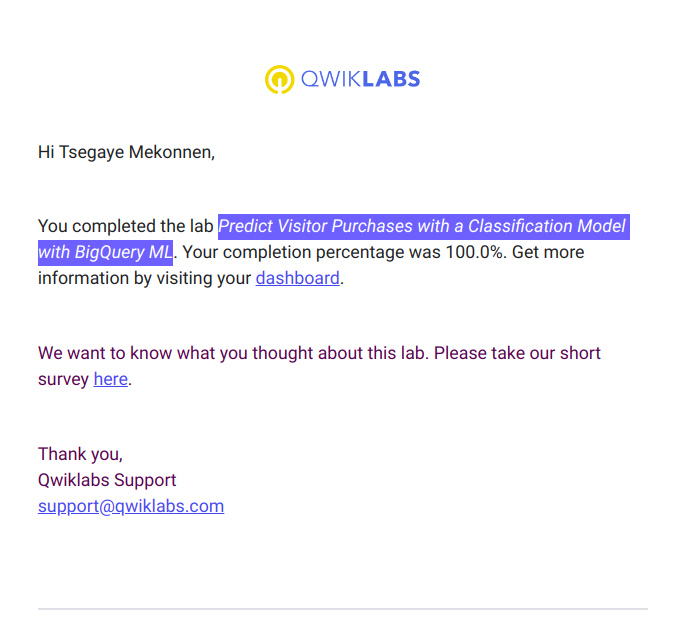 QWIKLABS
Hi Tsegaye Mekonnen,
You completed the lab Predict Visitor Purchases with a Classification Model
with BigQuery ML. Your completion percentage was 100.0%. Get more
information by visiting your dashboard.
We want to know what you thought about this lab. Please take our short
survey here.
Thank you,
Qwiklabs Support
support@qwiklabs.com